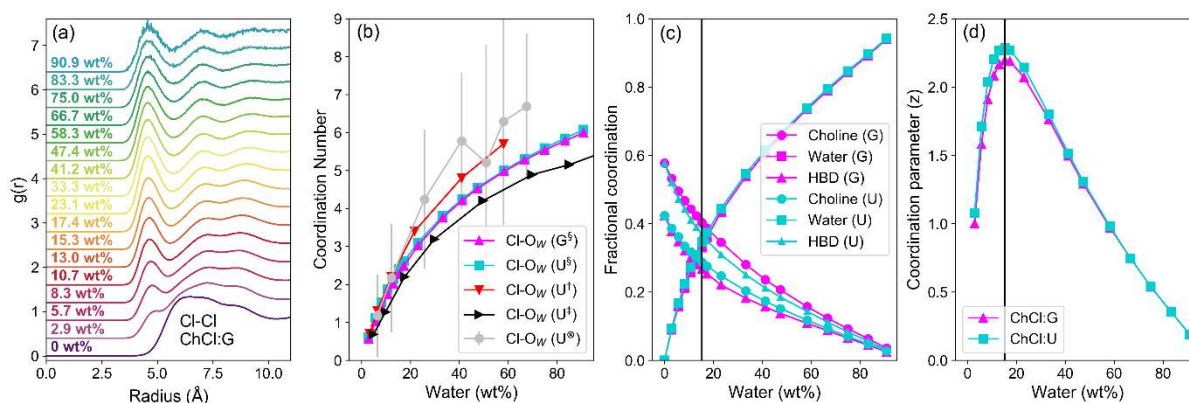 (a)
7
6
5
4
3
2
1
0
g(r)
90.9 wt%
83.3 wt%
75.0 wt%
66.7 wt%
58.3 wt%
47.4 wt%
41.2 wt%
33.3 wt%
23.1 wt%
17.4 wt%
15.3 wt%
13.0 wt%
10.7 wt%
8.3 wt%
5.7 wt%
2.9 wt%
0 wt%
Cl-Cl
ChCl:G
0.0 2.5 5.0 7.5 10.0
Radius (Å)
(b)
9
8
7
6
5
4
3
2
1
0
Coordination Number
Cl-O_W (G^§)
Cl-O_W (U^§)
Cl-O_W (U^†)
Cl-O_W (U^‡)
Cl-O_W (U^⊗)
0 20 40 60 80
Water (wt%)
(c)
1.0
0.8
0.6
0.4
0.2
0.0
Fractional coordination
Choline (G)
Water (G)
HBD (G)
Choline (U)
Water (U)
HBD (U)
0 20 40 60 80
Water (wt%)
(d)
2.5
2.0
1.5
1.0
0.5
0.0
Coordination parameter (z)
ChCl:G
ChCl:U
0 20 40 60 80
Water (wt%)